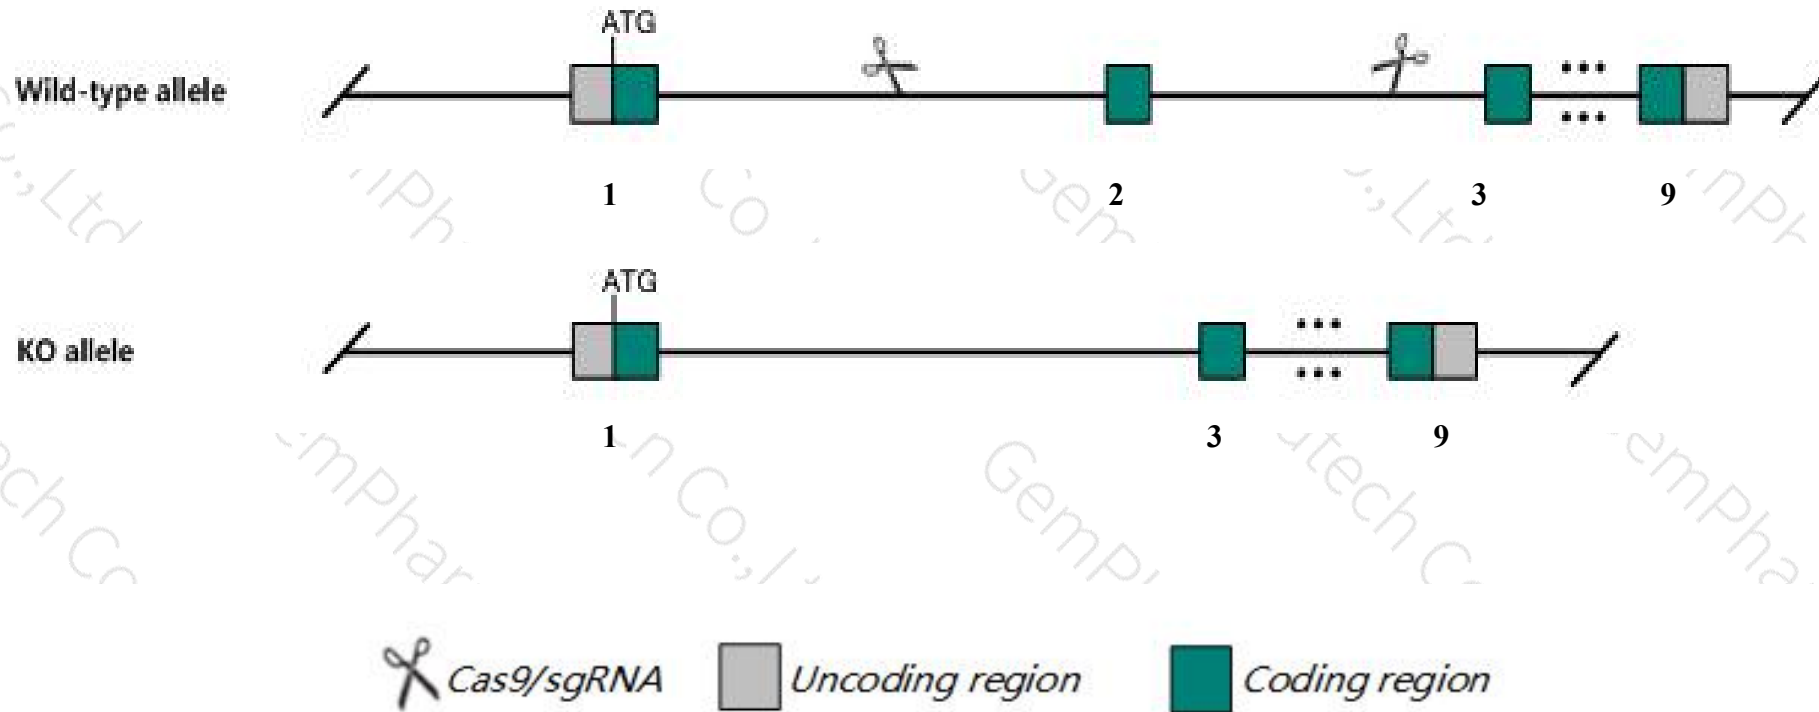 ATG
Wild-type allele
1 2 3 9
ATG
KO allele
1 3 9
Cas9/sgRNA Uncoding region Coding region